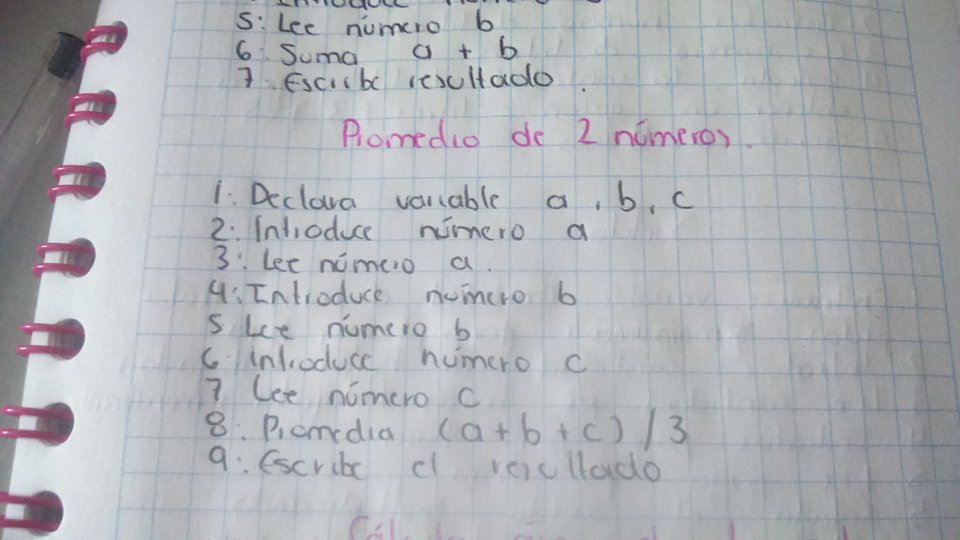 5: Lee número b
6: Suma a + b
7: Escribe resultado.
Promedio de 2 números.
1: Declara variable a, b, c
2: Introduce número a
3: Lee número a.
4: Introduce número b
5 Lee número b
6 Introduce número c
7 Lee número c
8: Promedia (a+b+c) / 3
9: Escribe el resultado